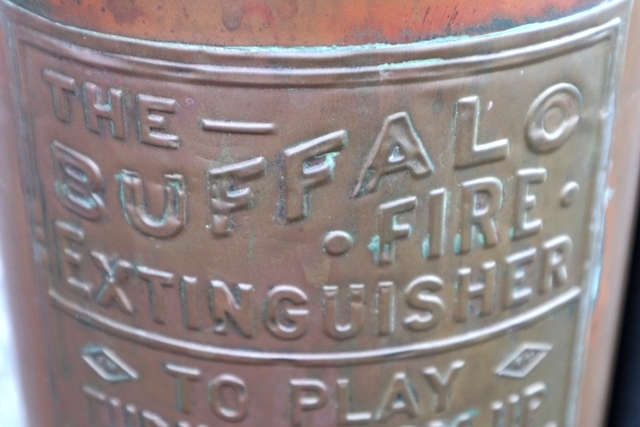 THE —
BUFFALO
· FIRE ·
EXTINGUISHER
TO PLAY